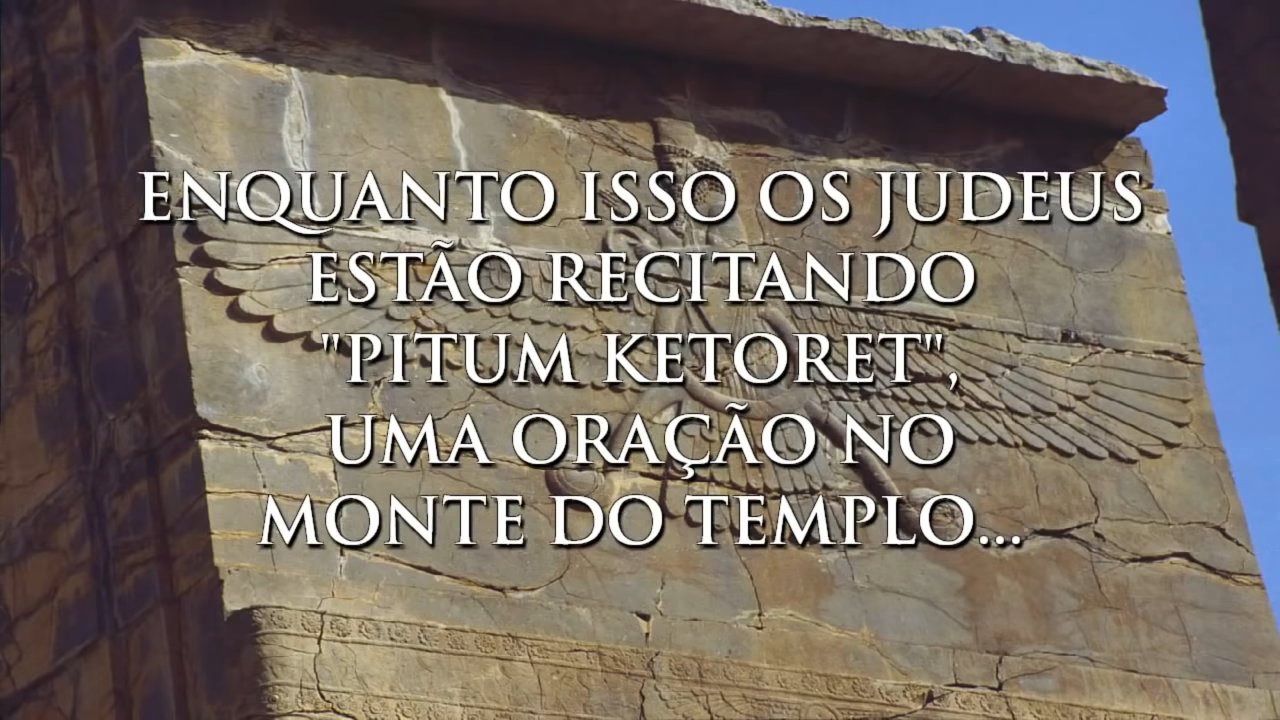 ENQUANTO ISSO OS JUDEUS
ESTÃO RECITANDO
"PITUM KETORET",
UMA ORAÇÃO NO
MONTE DO TEMPLO...